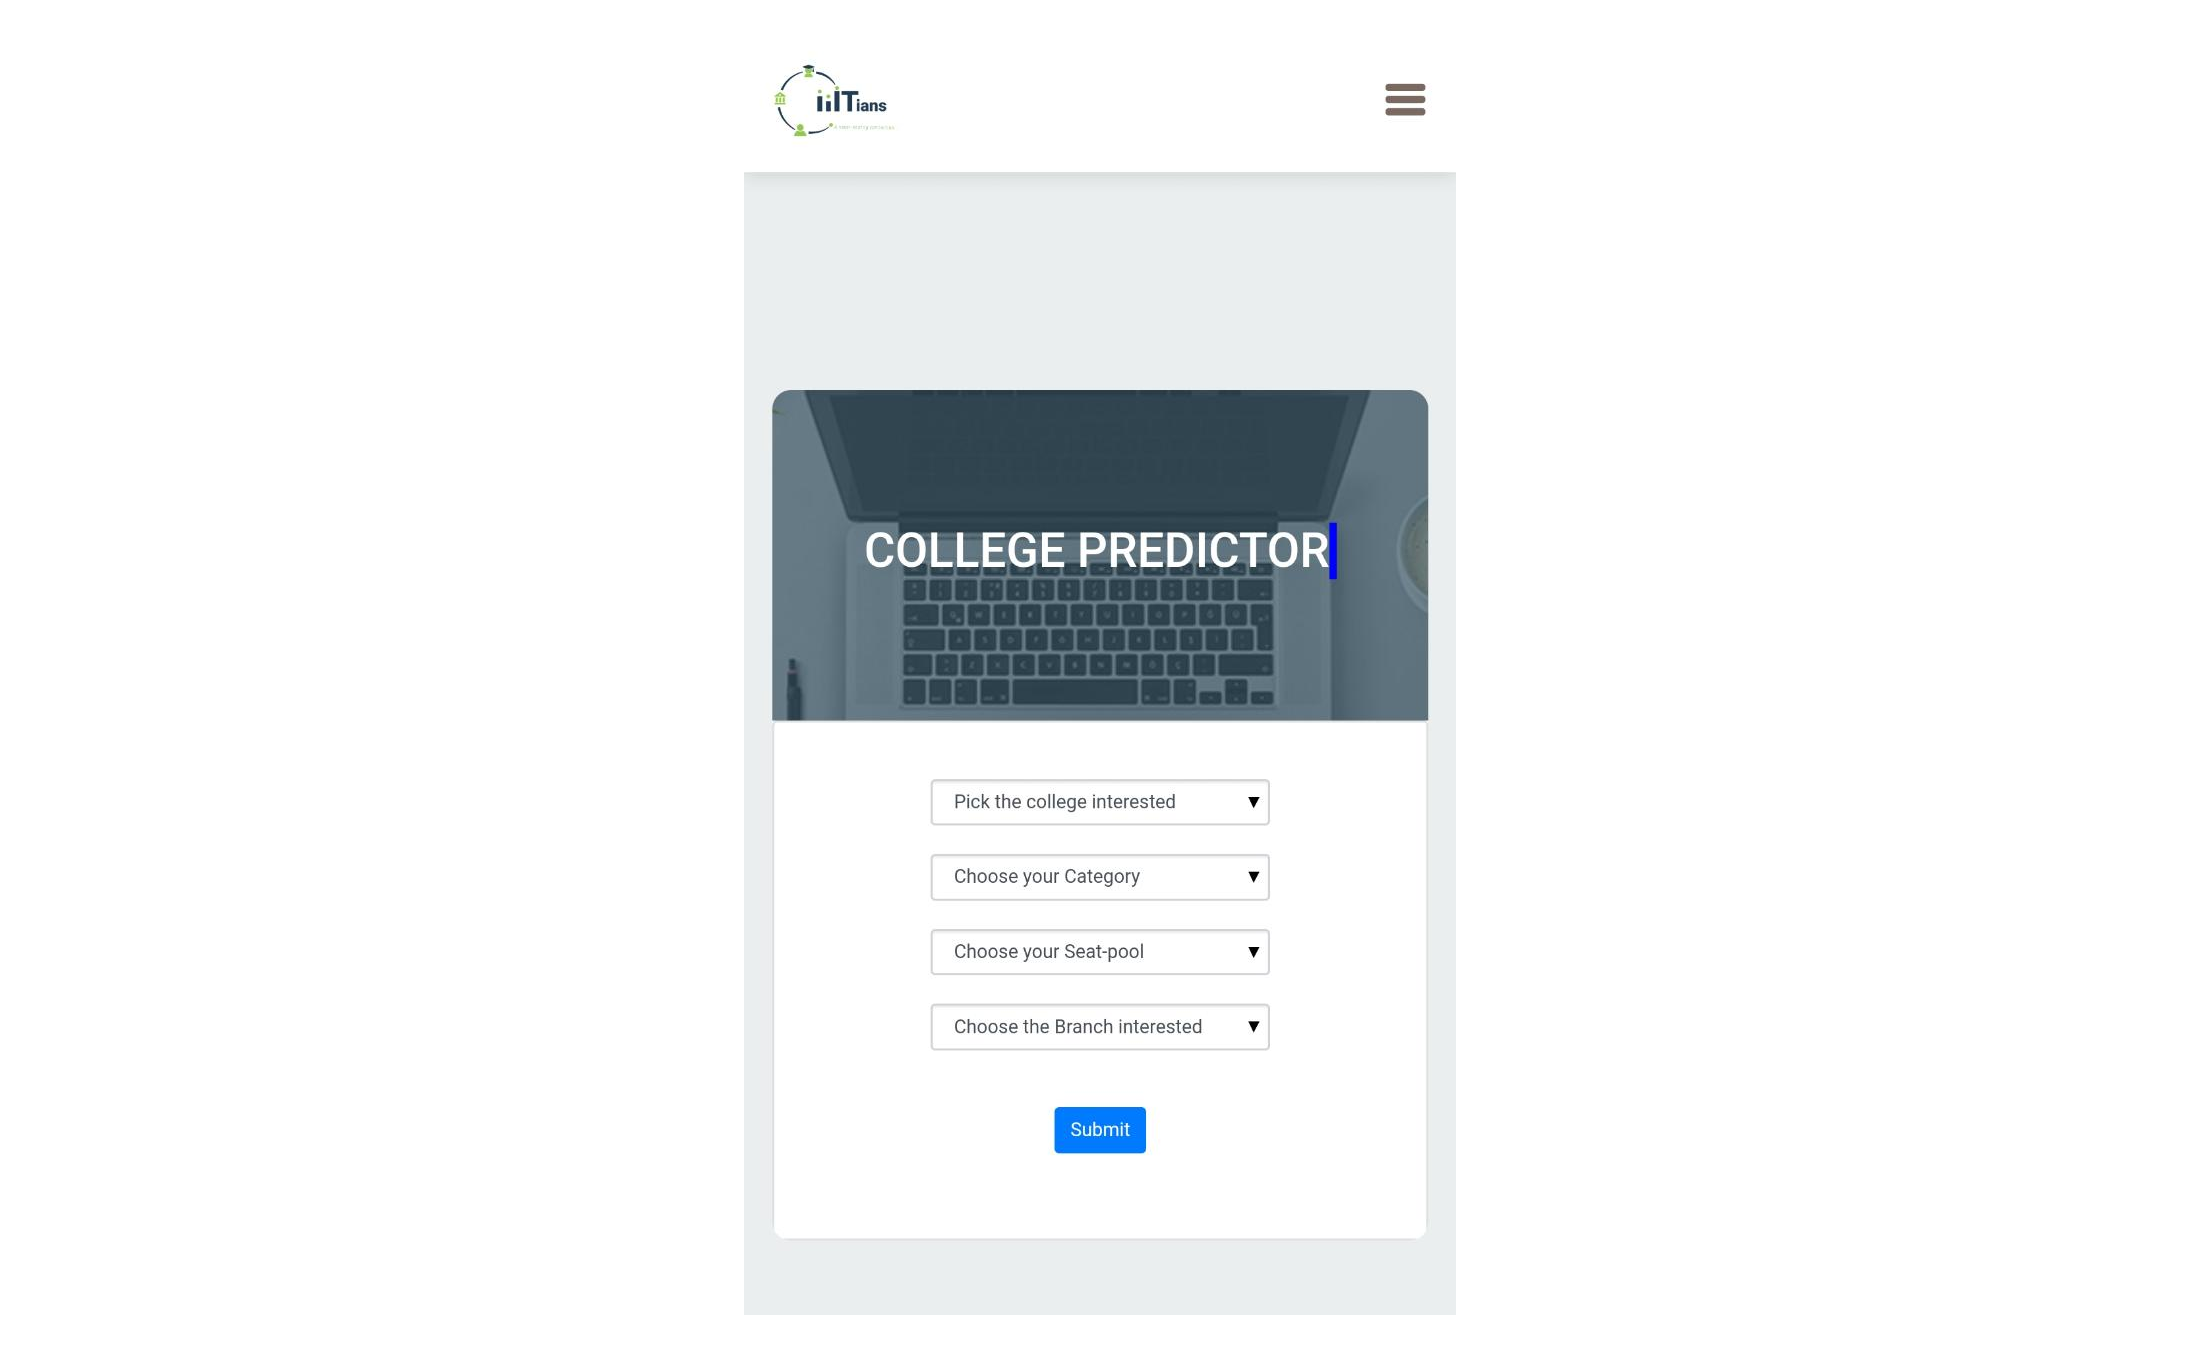 iiITians
COLLEGE PREDICTOR
Pick the college interested
Choose your Category
Choose your Seat-pool
Choose the Branch interested
Submit